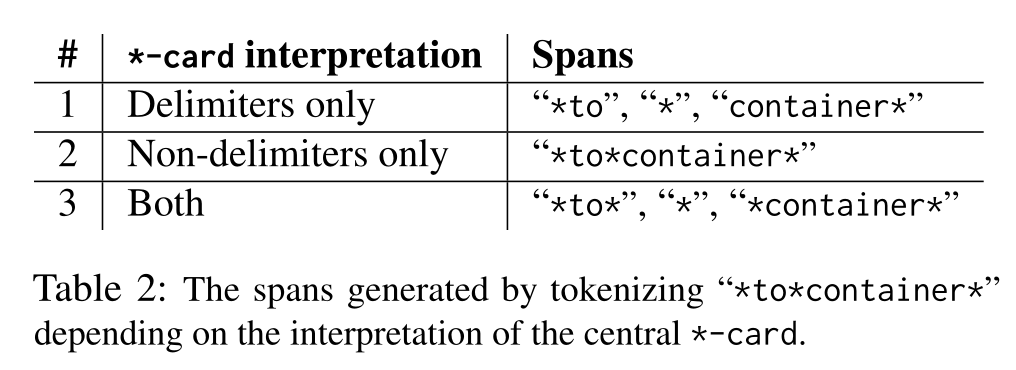 # *-card interpretation Spans
1 Delimiters only “*to”, “*”, “container*”
2 Non-delimiters only “*to*container*”
3 Both “*to*”, “*”, “*container*”
Table 2: The spans generated by tokenizing “*to*container*”
depending on the interpretation of the central *-card.